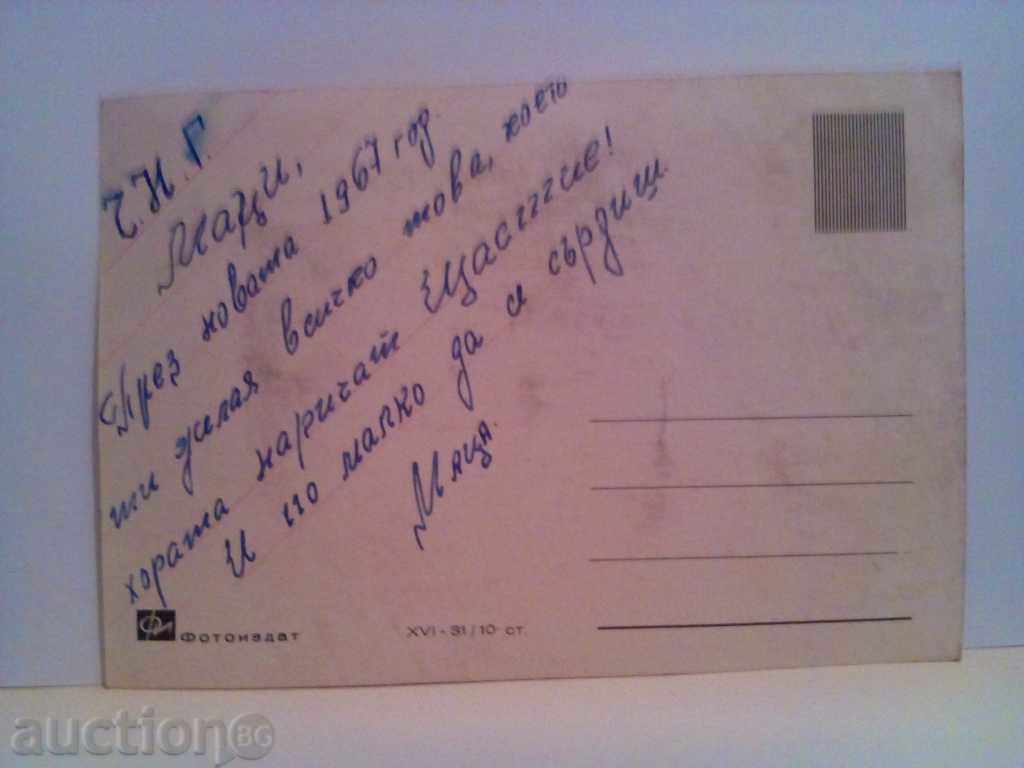 Ч.Н.Г.
Маци,
През новата 1967 год.
ти желая всичко това, което
хората наричат Щастие!
И по малко да се сърдиш.
Маца.
Фотоиздат
XVI-31/10-ст.
auctionBG